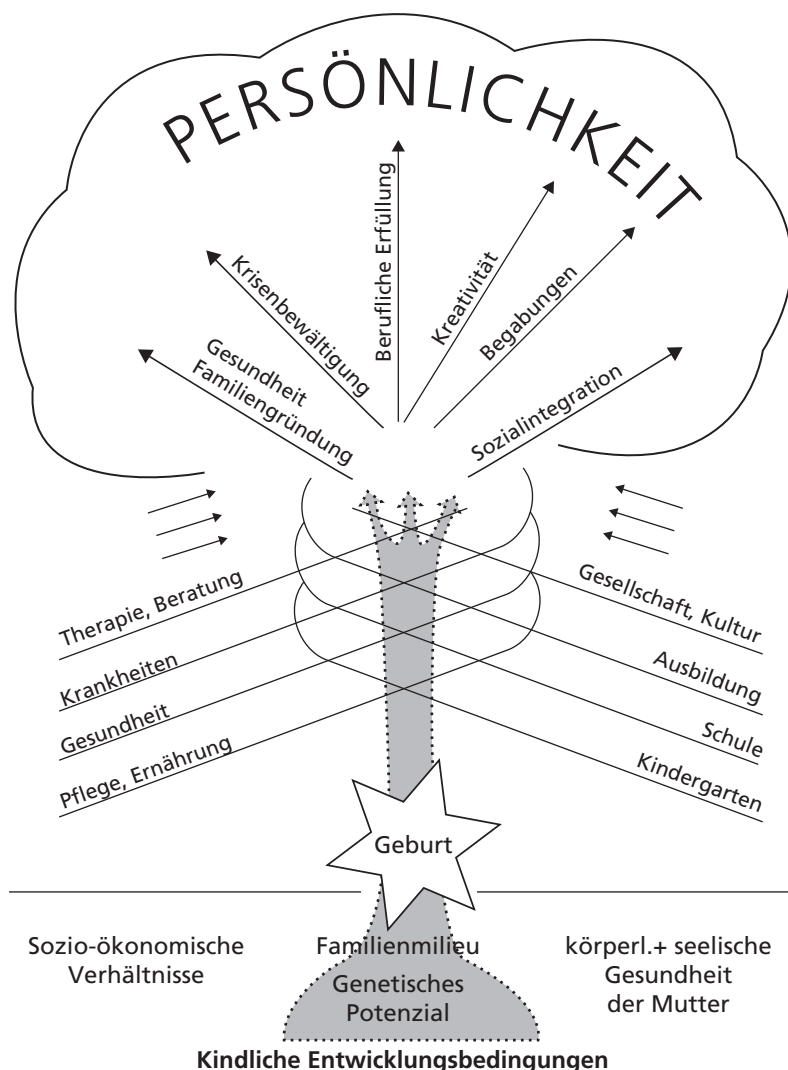 PERSÖNLICHKEIT
Gesundheit
Familiengründung
Krisenbewältigung
Berufliche Erfüllung
Kreativität
Begabungen
Sozialintegration
Therapie, Beratung
Krankheiten
Gesundheit
Pflege, Ernährung
Gesellschaft, Kultur
Ausbildung
Schule
Kindergarten
Geburt
Sozio-ökonomische
Verhältnisse
Familienmilieu
Genetisches
Potenzial
körperl.+ seelische
Gesundheit
der Mutter
Kindliche Entwicklungsbedingungen